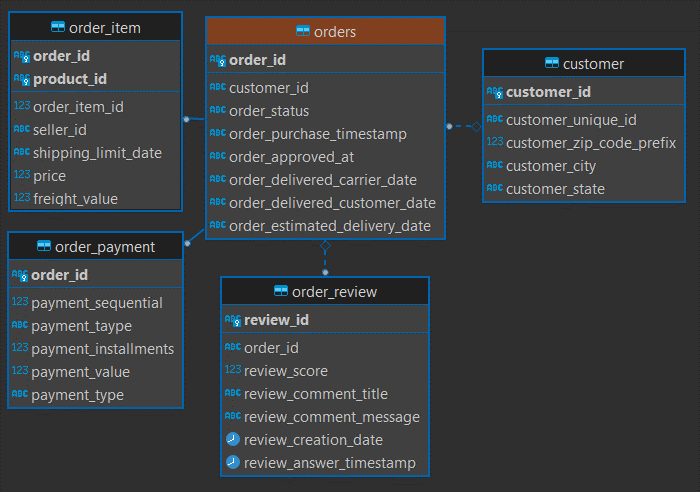 order_item
order_id
product_id
order_item_id
seller_id
shipping_limit_date
price
freight_value
orders
order_id
customer_id
order_status
order_purchase_timestamp
order_approved_at
order_delivered_carrier_date
order_delivered_customer_date
order_estimated_delivery_date
customer
customer_id
customer_unique_id
customer_zip_code_prefix
customer_city
customer_state
order_payment
order_id
payment_sequential
payment_taype
payment_installments
payment_value
payment_type
order_review
review_id
order_id
review_score
review_comment_title
review_comment_message
review_creation_date
review_answer_timestamp